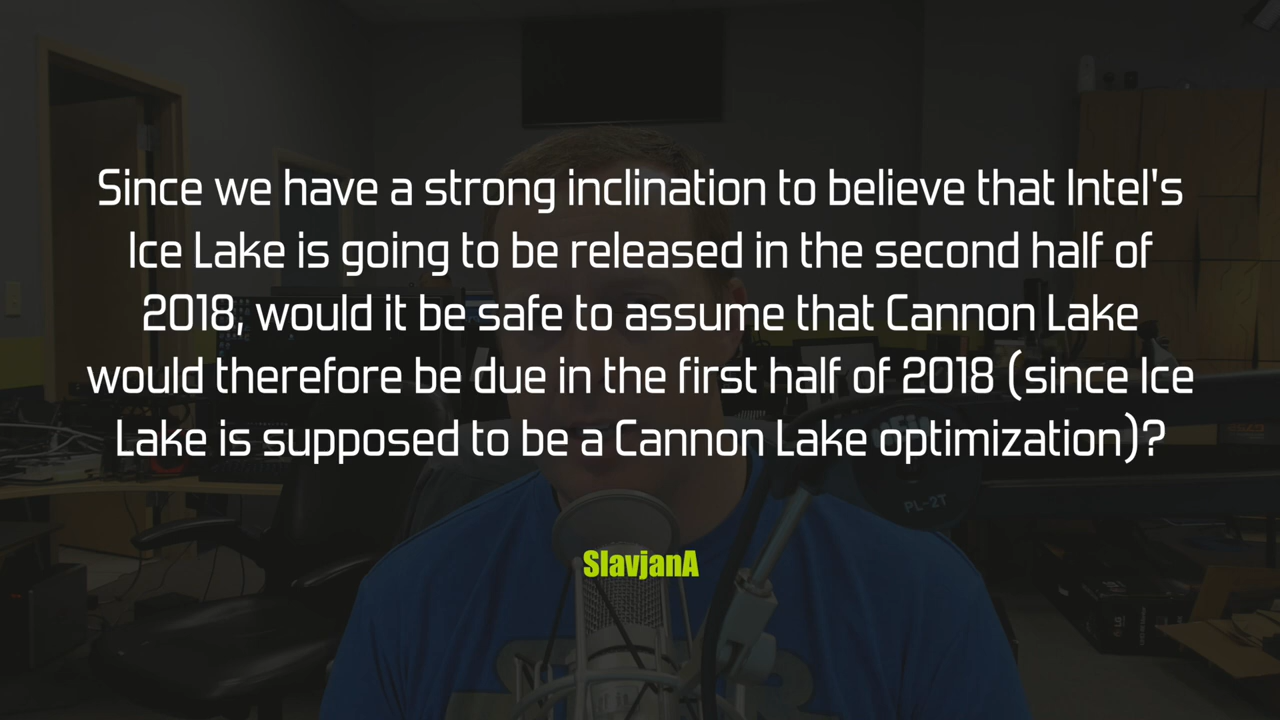 Since we have a strong inclination to believe that Intel's
Ice Lake is going to be released in the second half of
2018, would it be safe to assume that Cannon Lake
would therefore be due in the first half of 2018 (since Ice
Lake is supposed to be a Cannon Lake optimization)?
PL-2T
SlavjanA